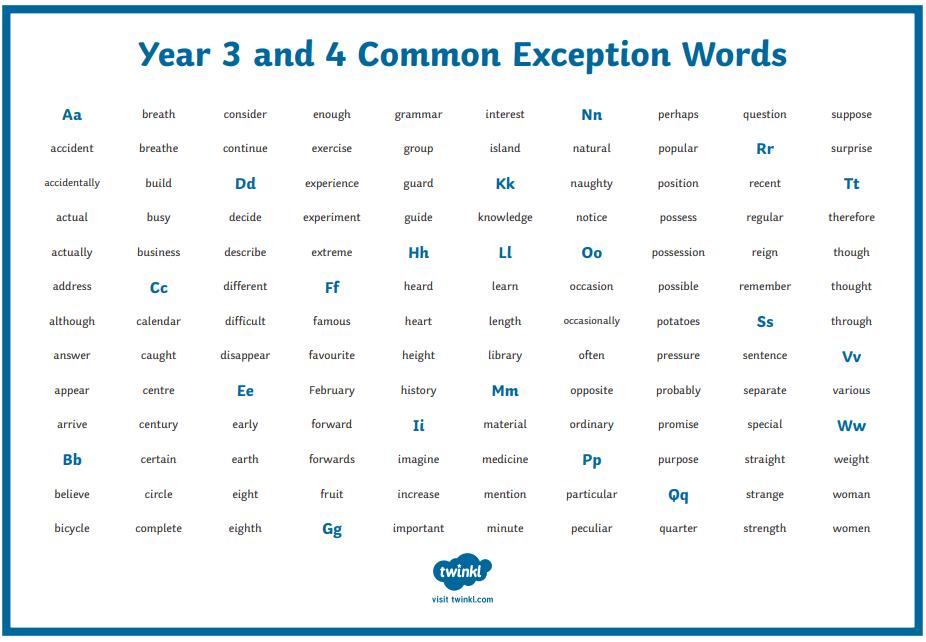 Year 3 and 4 Common Exception Words
Aa breath consider enough grammar interest Nn perhaps question suppose
accident breathe continue exercise group island natural popular Rr surprise
accidentally build Dd experience guard Kk naughty position recent Tt
actual busy decide experiment guide knowledge notice possess regular therefore
actually business describe extreme Hh Ll Oo possession reign though
address Cc different Ff heard learn occasion possible remember thought
although calendar difficult famous heart length occasionally potatoes Ss through
answer caught disappear favourite height library often pressure sentence Vv
appear centre Ee February history Mm opposite probably separate various
arrive century early forward Ii material ordinary promise special Ww
Bb certain earth forwards imagine medicine Pp purpose straight weight
believe circle eight fruit increase mention particular Qq strange woman
bicycle complete eighth Gg important minute peculiar quarter strength women
twinkl
visit twinkl.com